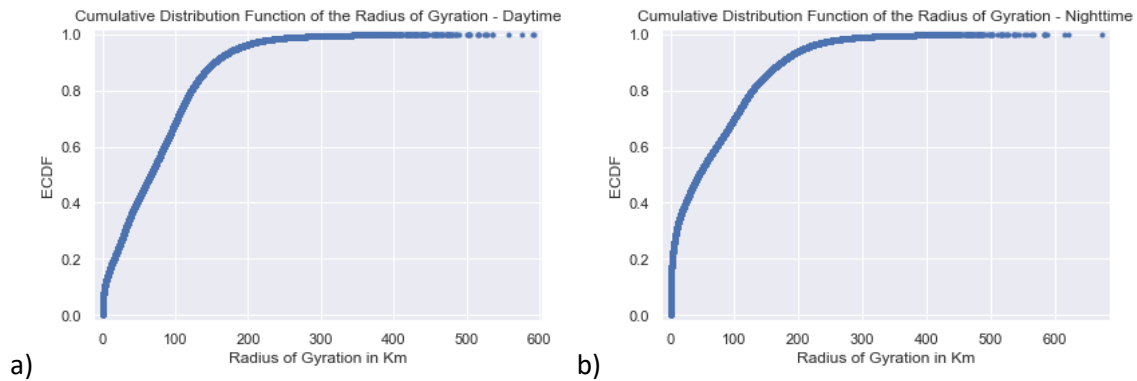 Cumulative Distribution Function of the Radius of Gyration - Daytime
1.0
0.8
0.6
0.4
0.2
0.0
ECDF
0 100 200 300 400 500 600
Radius of Gyration in Km
a)
Cumulative Distribution Function of the Radius of Gyration - Nighttime
1.0
0.8
0.6
0.4
0.2
0.0
ECDF
0 100 200 300 400 500 600
Radius of Gyration in Km
b)